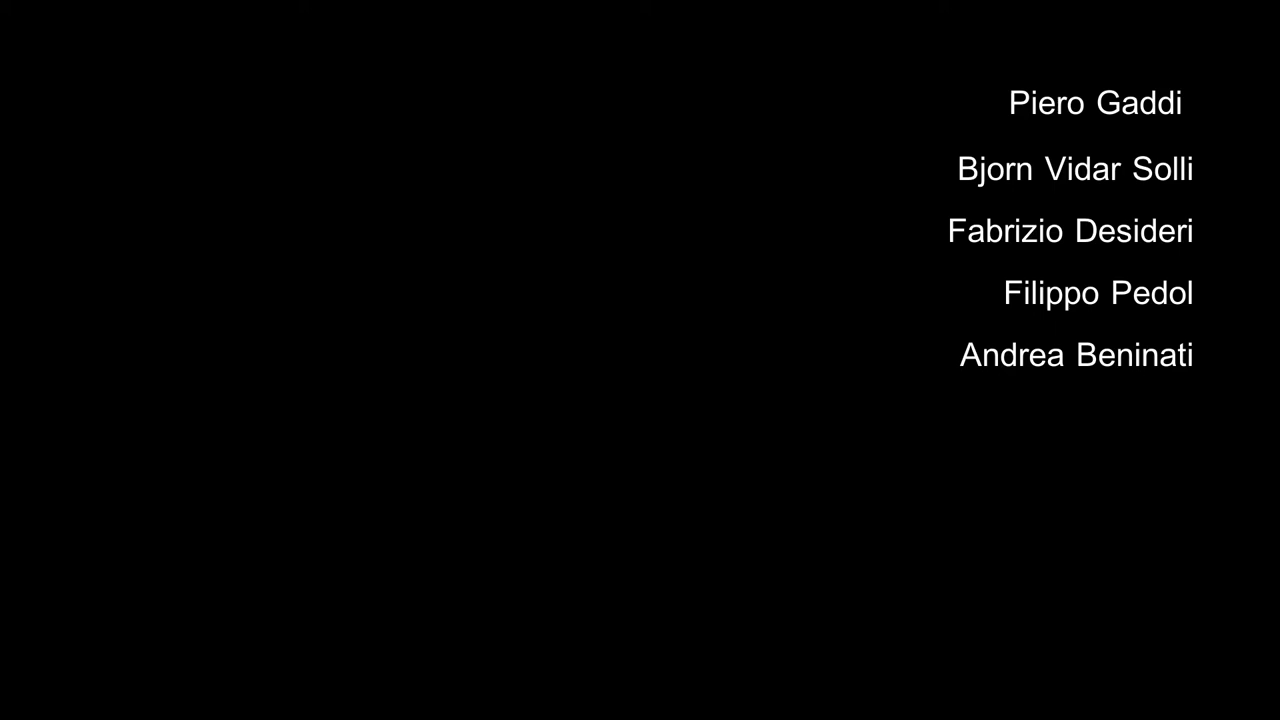 Piero Gaddi
Bjorn Vidar Solli
Fabrizio Desideri
Filippo Pedol
Andrea Beninati